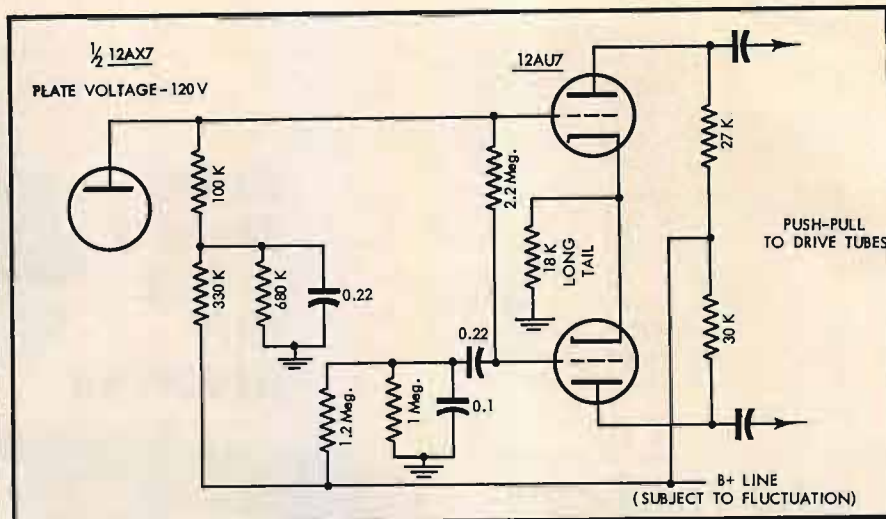 ½ 12AX7
PLATE VOLTAGE-120V
12AU7
100 K
2.2 Meg.
27 K
330 K
680 K
0.22
18 K
LONG
TAIL
PUSH-PULL
TO DRIVE TUBES
30 K
0.22
1.2 Meg.
1 Meg.
0.1
B+ LINE
(SUBJECT TO FLUCTUATION)